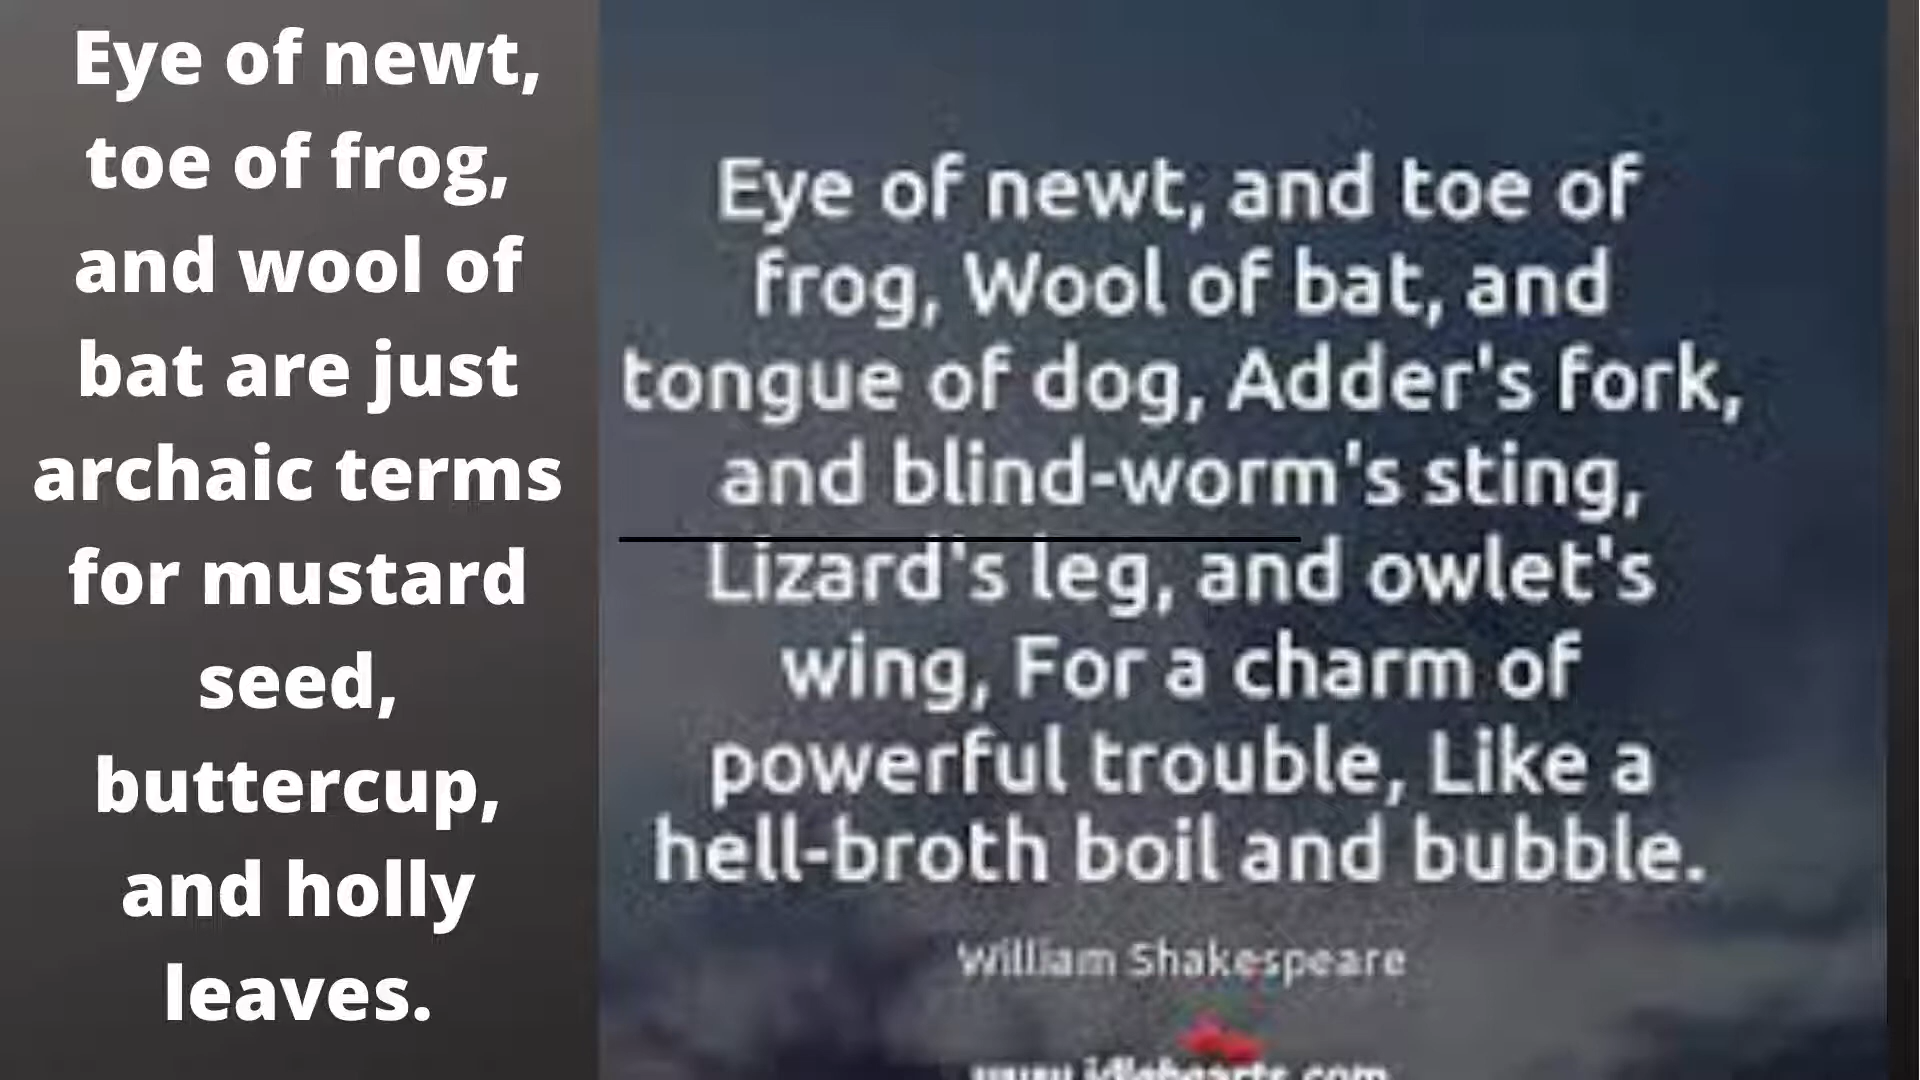 Eye of newt,
toe of frog,
and wool of
bat are just
archaic terms
for mustard
seed,
buttercup,
and holly
leaves.
Eye of newt, and toe of
frog, Wool of bat, and
tongue of dog, Adder's fork,
and blind-worm's sting,
Lizard's leg, and owlet's
wing, For a charm of
powerful trouble, Like a
hell-broth boil and bubble.
William Shakespeare
www.idlehearts.com